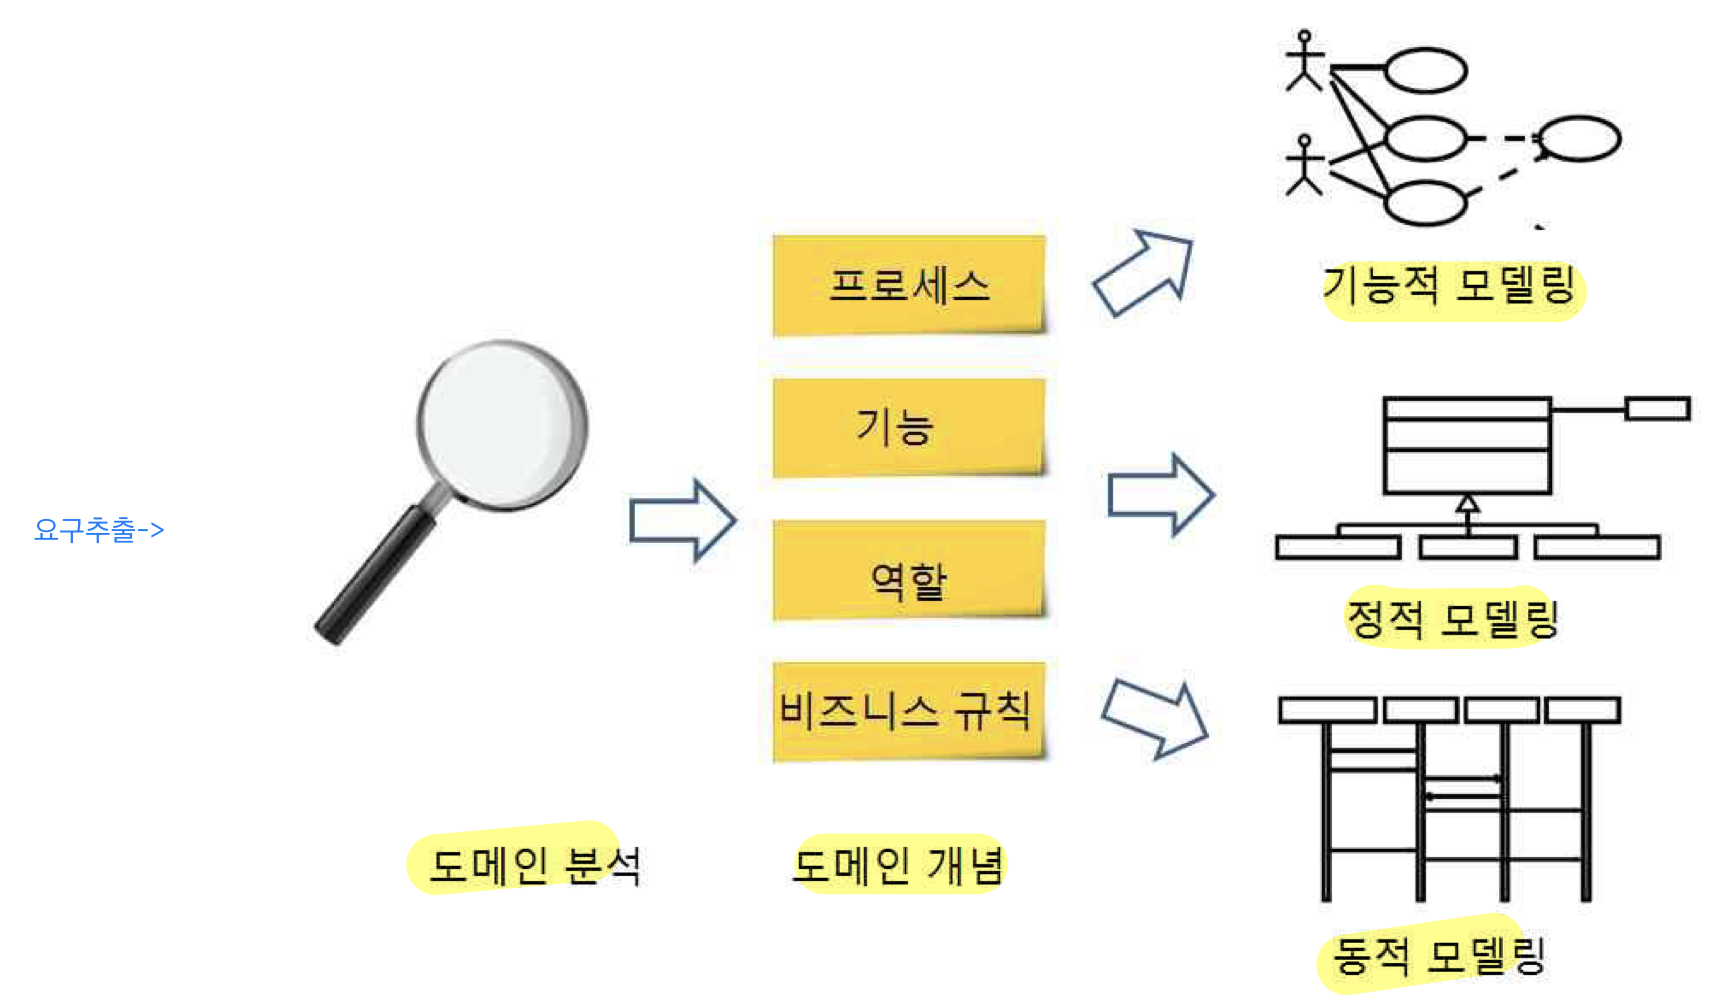 요구추출->
도메인 분석
프로세스
기능
역할
비즈니스 규칙
도메인 개념
기능적 모델링
정적 모델링
동적 모델링